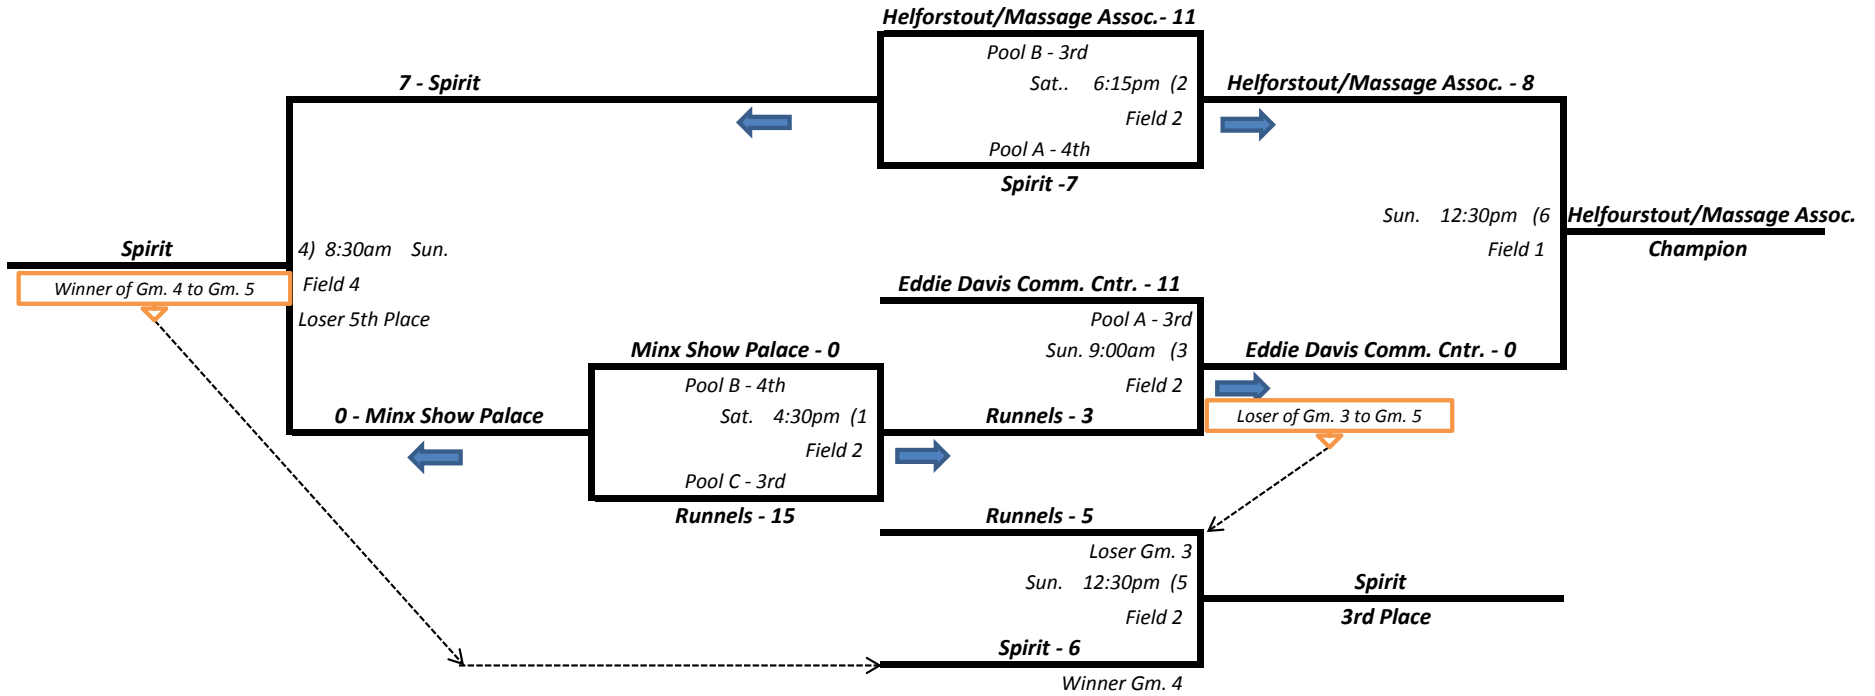 Helforstout/Massage Assoc.- 11
Pool B - 3rd
7 - Spirit
Sat..    6:15pm  (2
Helforstout/Massage Assoc. - 8
Field 2
Pool A - 4th
Spirit -7
Sun.    12:30pm   (6
Helfourstout/Massage Assoc.
Field 1
Champion
Spirit
4)  8:30am    Sun.
Winner of Gm. 4 to Gm. 5
Field 4
Loser 5th Place
Eddie Davis Comm. Cntr. - 11
Pool A - 3rd
Minx Show Palace - 0
Sun. 9:00am   (3
Eddie Davis Comm. Cntr. - 0
Pool B - 4th
Field 2
0 - Minx Show Palace
Sat.    4:30pm  (1
Runnels - 3
Loser of Gm. 3 to Gm. 5
Field 2
Pool C - 3rd
Runnels - 15
Runnels - 5
Loser Gm. 3
Sun.    12:30pm  (5
Spirit
Field 2
3rd Place
Spirit - 6
Winner Gm. 4